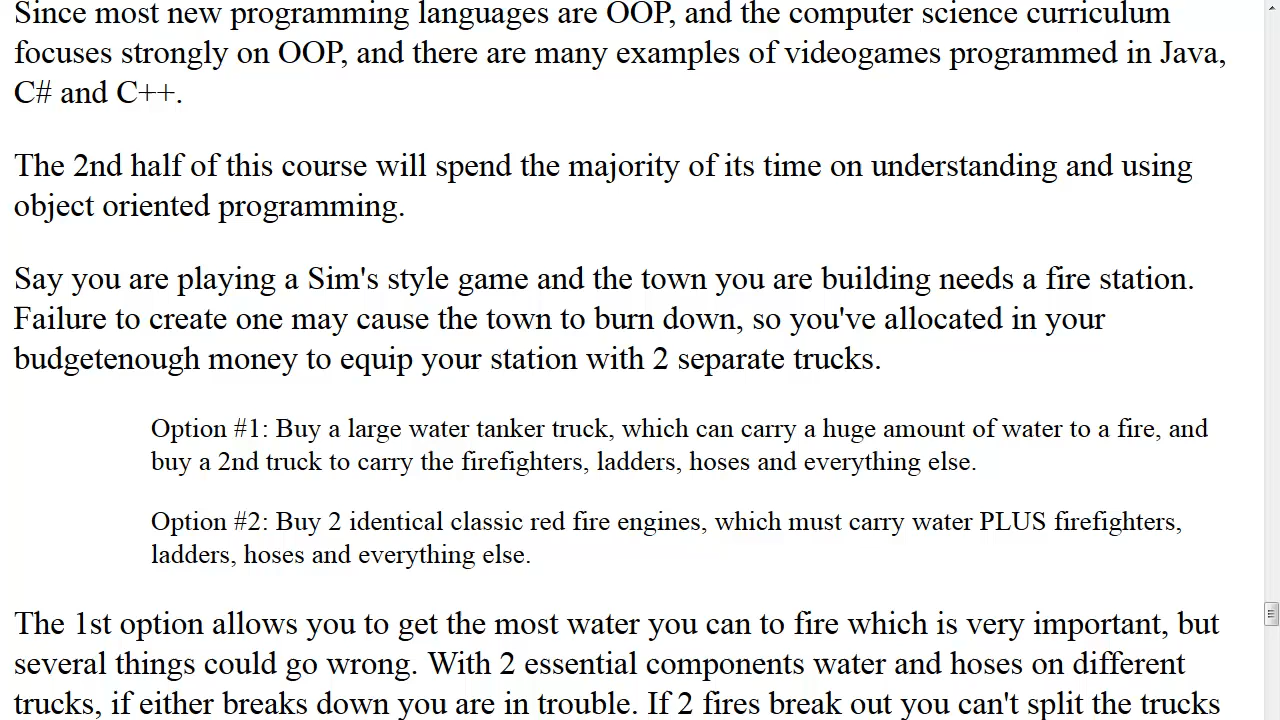 Since most new programming languages are OOP, and the computer science curriculum
focuses strongly on OOP, and there are many examples of videogames programmed in Java,
C# and C++.
The 2nd half of this course will spend the majority of its time on understanding and using
object oriented programming.
Say you are playing a Sim's style game and the town you are building needs a fire station.
Failure to create one may cause the town to burn down, so you've allocated in your
budgetenough money to equip your station with 2 separate trucks.
Option #1: Buy a large water tanker truck, which can carry a huge amount of water to a fire, and
buy a 2nd truck to carry the firefighters, ladders, hoses and everything else.
Option #2: Buy 2 identical classic red fire engines, which must carry water PLUS firefighters,
ladders, hoses and everything else.
The 1st option allows you to get the most water you can to fire which is very important, but
several things could go wrong. With 2 essential components water and hoses on different
trucks, if either breaks down you are in trouble. If 2 fires break out you can't split the trucks